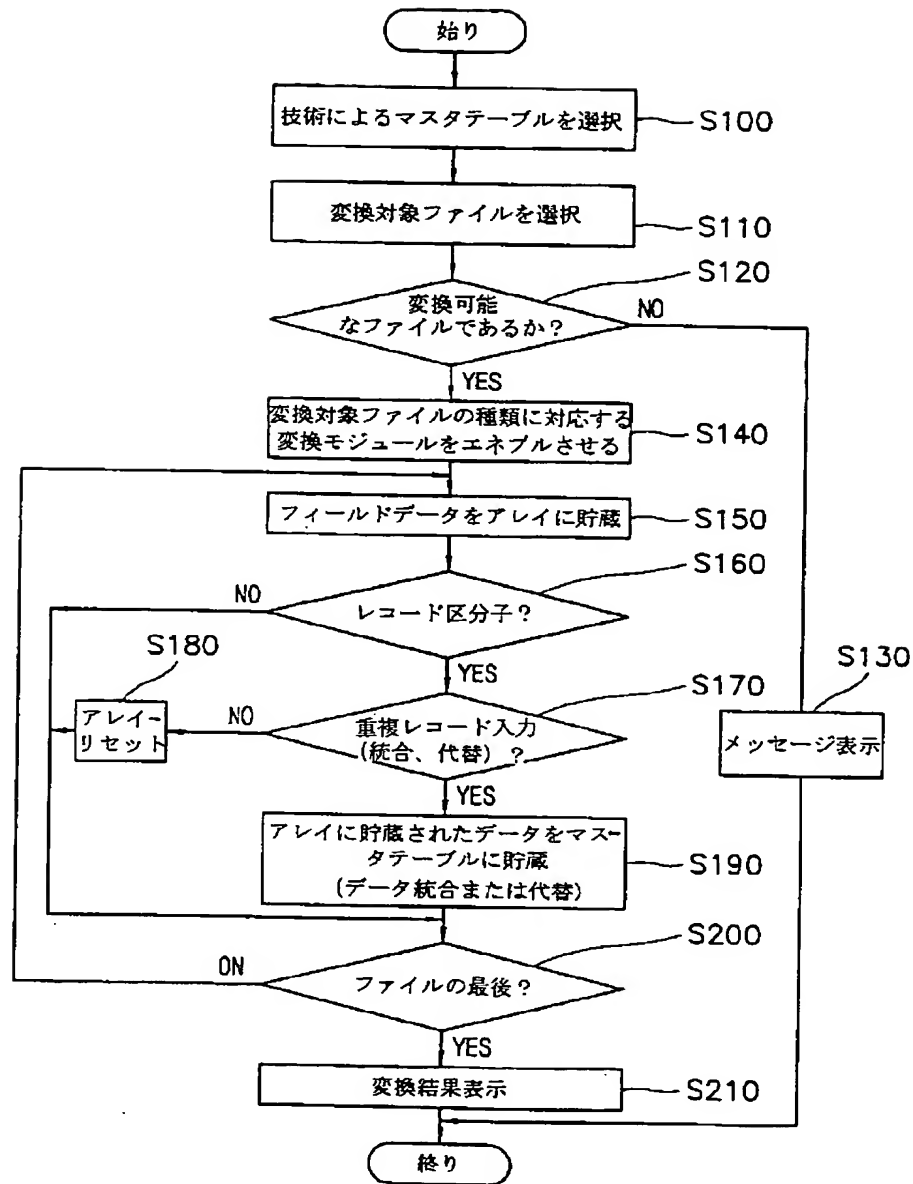 始り
技術によるマスタテーブルを選択
S100
変換対象ファイルを選択
S110
S120
変換可能
なファイルであるか?
NO
YES
変換対象ファイルの種類に対応する
変換モジュールをエネブルさせる
S140
フィールドデータをアレイに貯蔵
S150
S160
NO
レコード区分子?
YES
S180
S170
S130
アレイー
リセット
NO
重複レコード入力
(統合、代替)?
メッセージ表示
YES
アレイに貯蔵されたデータをマスー
タテーブルに貯蔵
(データ統合または代替)
S190
S200
ON
ファイルの最後?
YES
変換結果表示
S210
終り